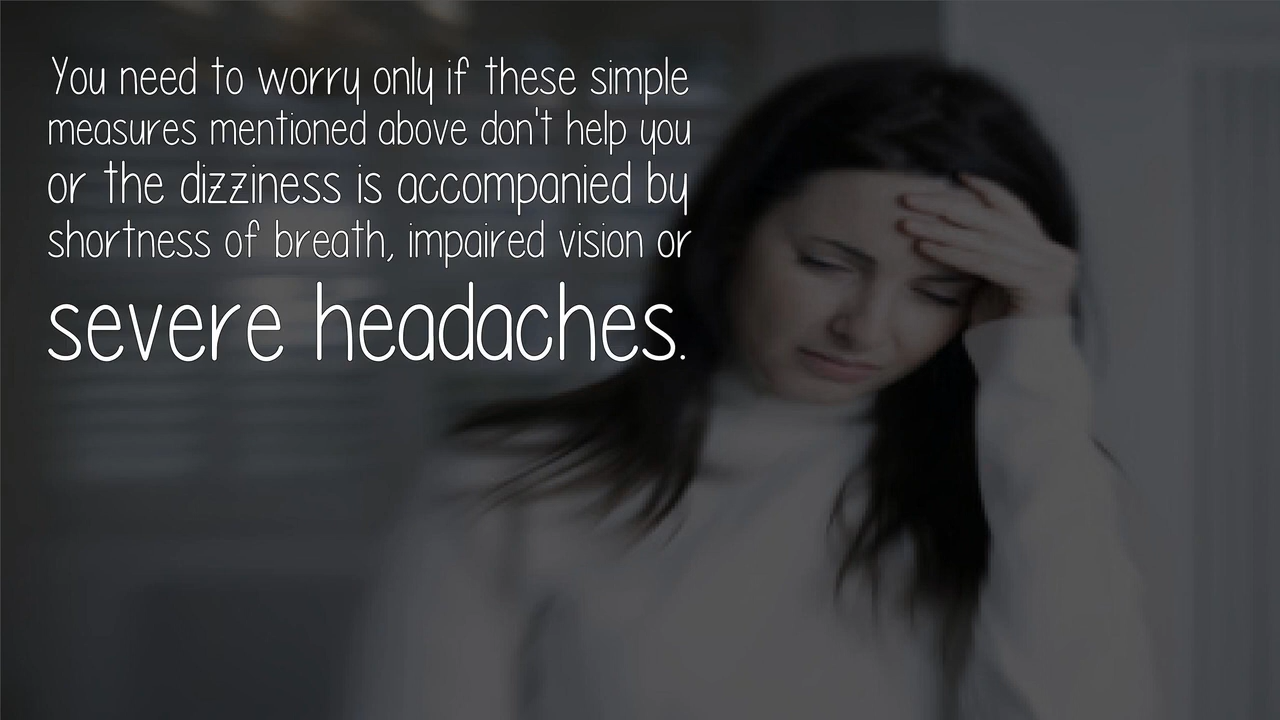 You need to worry only if these simple
measures mentioned above don't help you
or the dizziness is accompanied by
shortness of breath, impaired vision or
severe headaches.